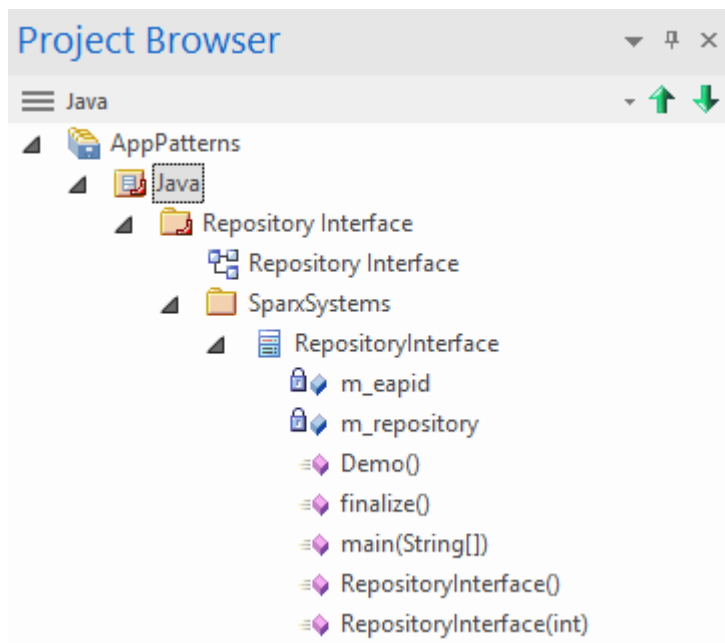 Project Browser
Java
AppPatterns
Java
Repository Interface
Repository Interface
SparxSystems
RepositoryInterface
m_eapid
m_repository
Demo()
finalize()
main(String[])
RepositoryInterface()
RepositoryInterface(int)